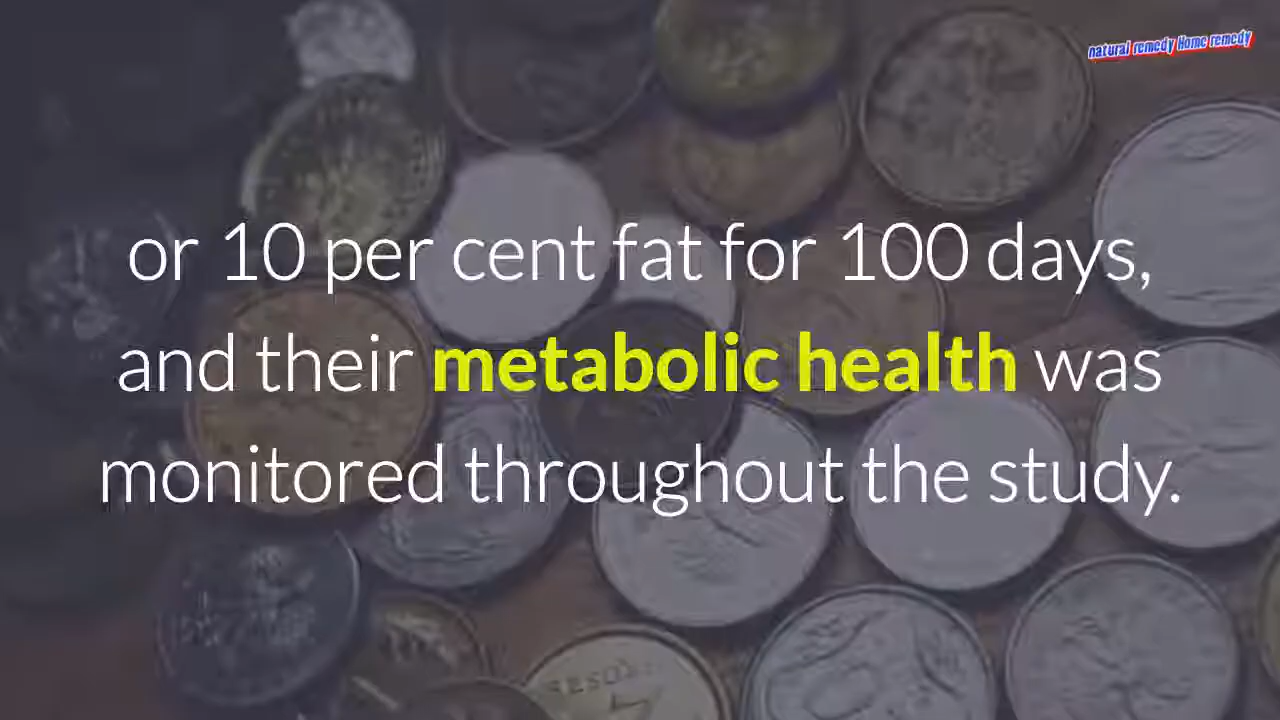 natural remedy Home remedy
or 10 per cent fat for 100 days,
and their metabolic health was
monitored throughout the study.